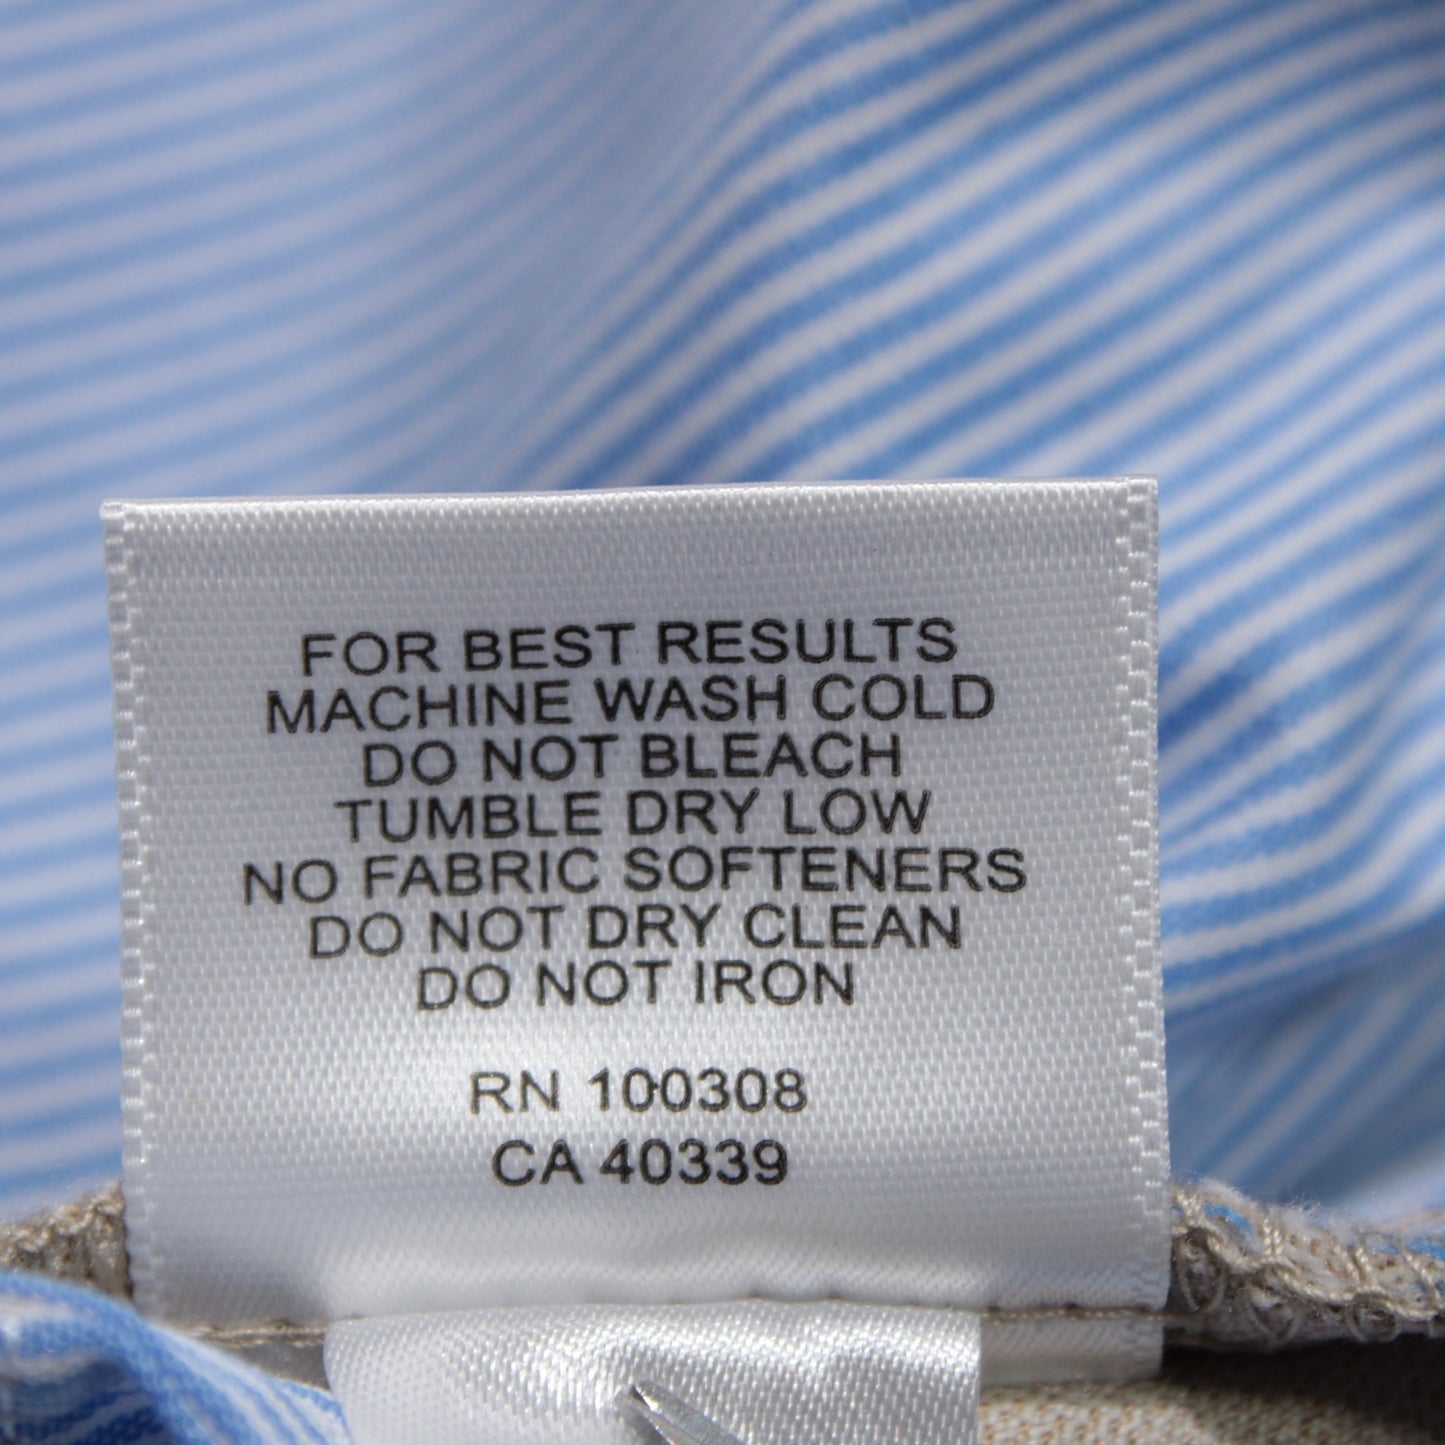 FOR BEST RESULTS
MACHINE WASH COLD
DO NOT BLEACH
TUMBLE DRY LOW
NO FABRIC SOFTENERS
DO NOT DRY CLEAN
DO NOT IRON
RN 100308
CA 40339